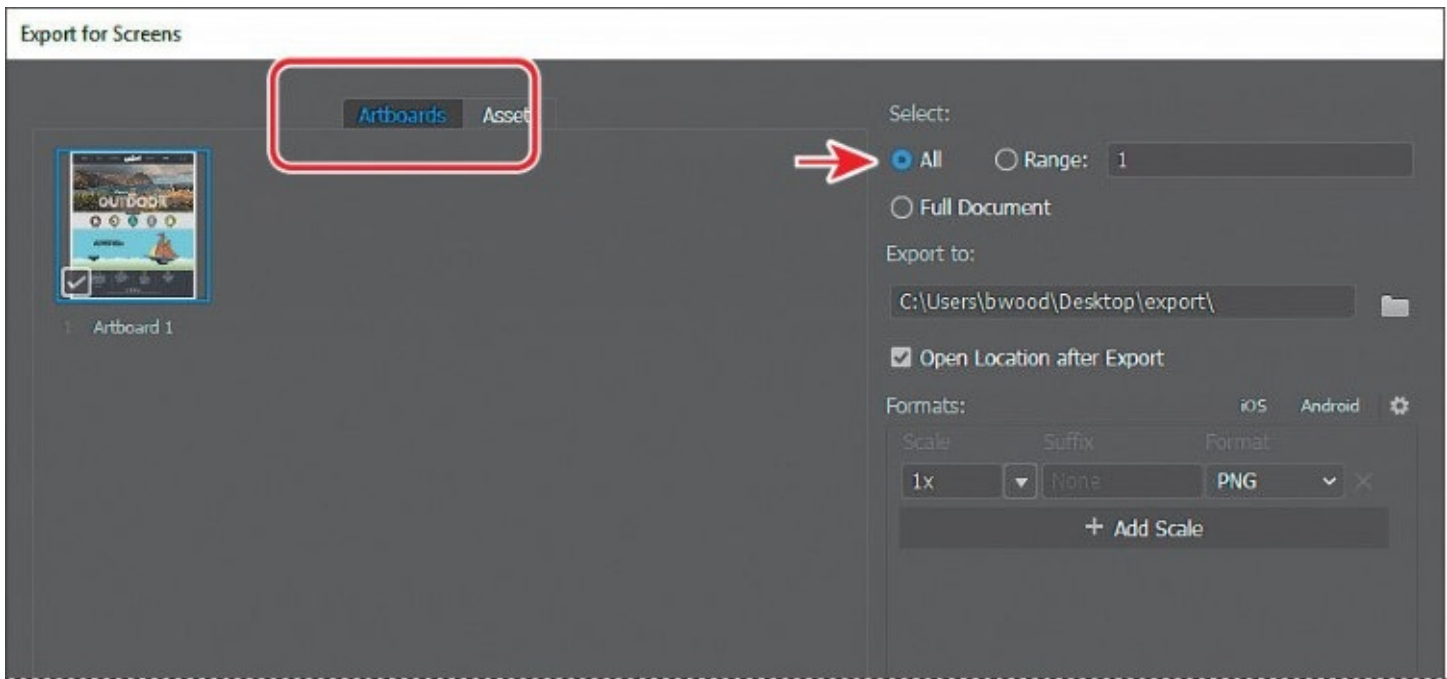 Export for Screens
Artboards Asset
Select:
All Range: 1
Full Document
Export to:
C:\Users\bwood\Desktop\export\
Open Location after Export
Formats: iOS Android
Scale Suffix Format
1x None PNG
+ Add Scale
OUTDOOR
1 Artboard 1